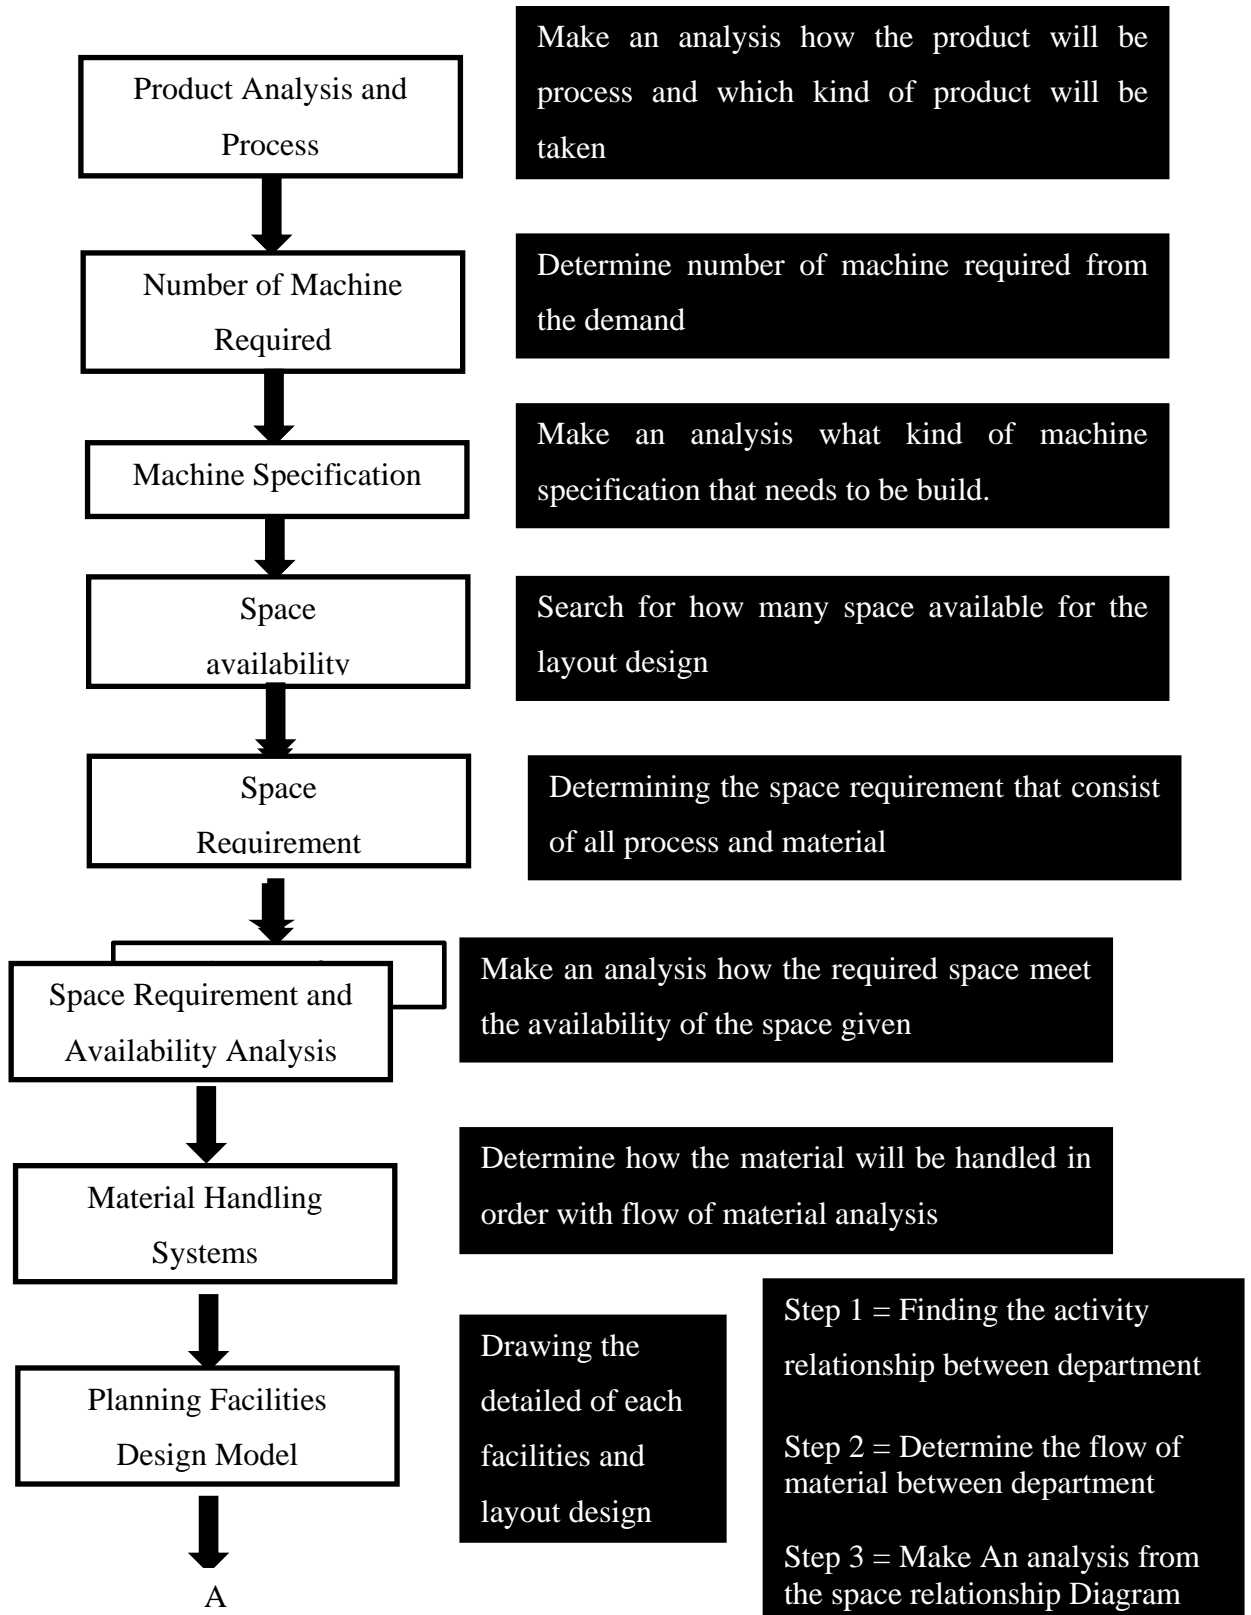 Product Analysis and
Process
Make an analysis how the product will be
process and which kind of product will be
taken
Number of Machine
Required
Determine number of machine required from
the demand
Machine Specification
Make an analysis what kind of machine
specification that needs to be build.
Space
availability
Search for how many space available for the
layout design
Space
Requirement
Determining the space requirement that consist
of all process and material
Space Requirement and
Availability Analysis
Make an analysis how the required space meet
the availability of the space given
Material Handling
Systems
Determine how the material will be handled in
order with flow of material analysis
Planning Facilities
Design Model
Drawing the
detailed of each
facilities and
layout design
Step 1 = Finding the activity
relationship between department
Step 2 = Determine the flow of
material between department
Step 3 = Make An analysis from
the space relationship Diagram
A